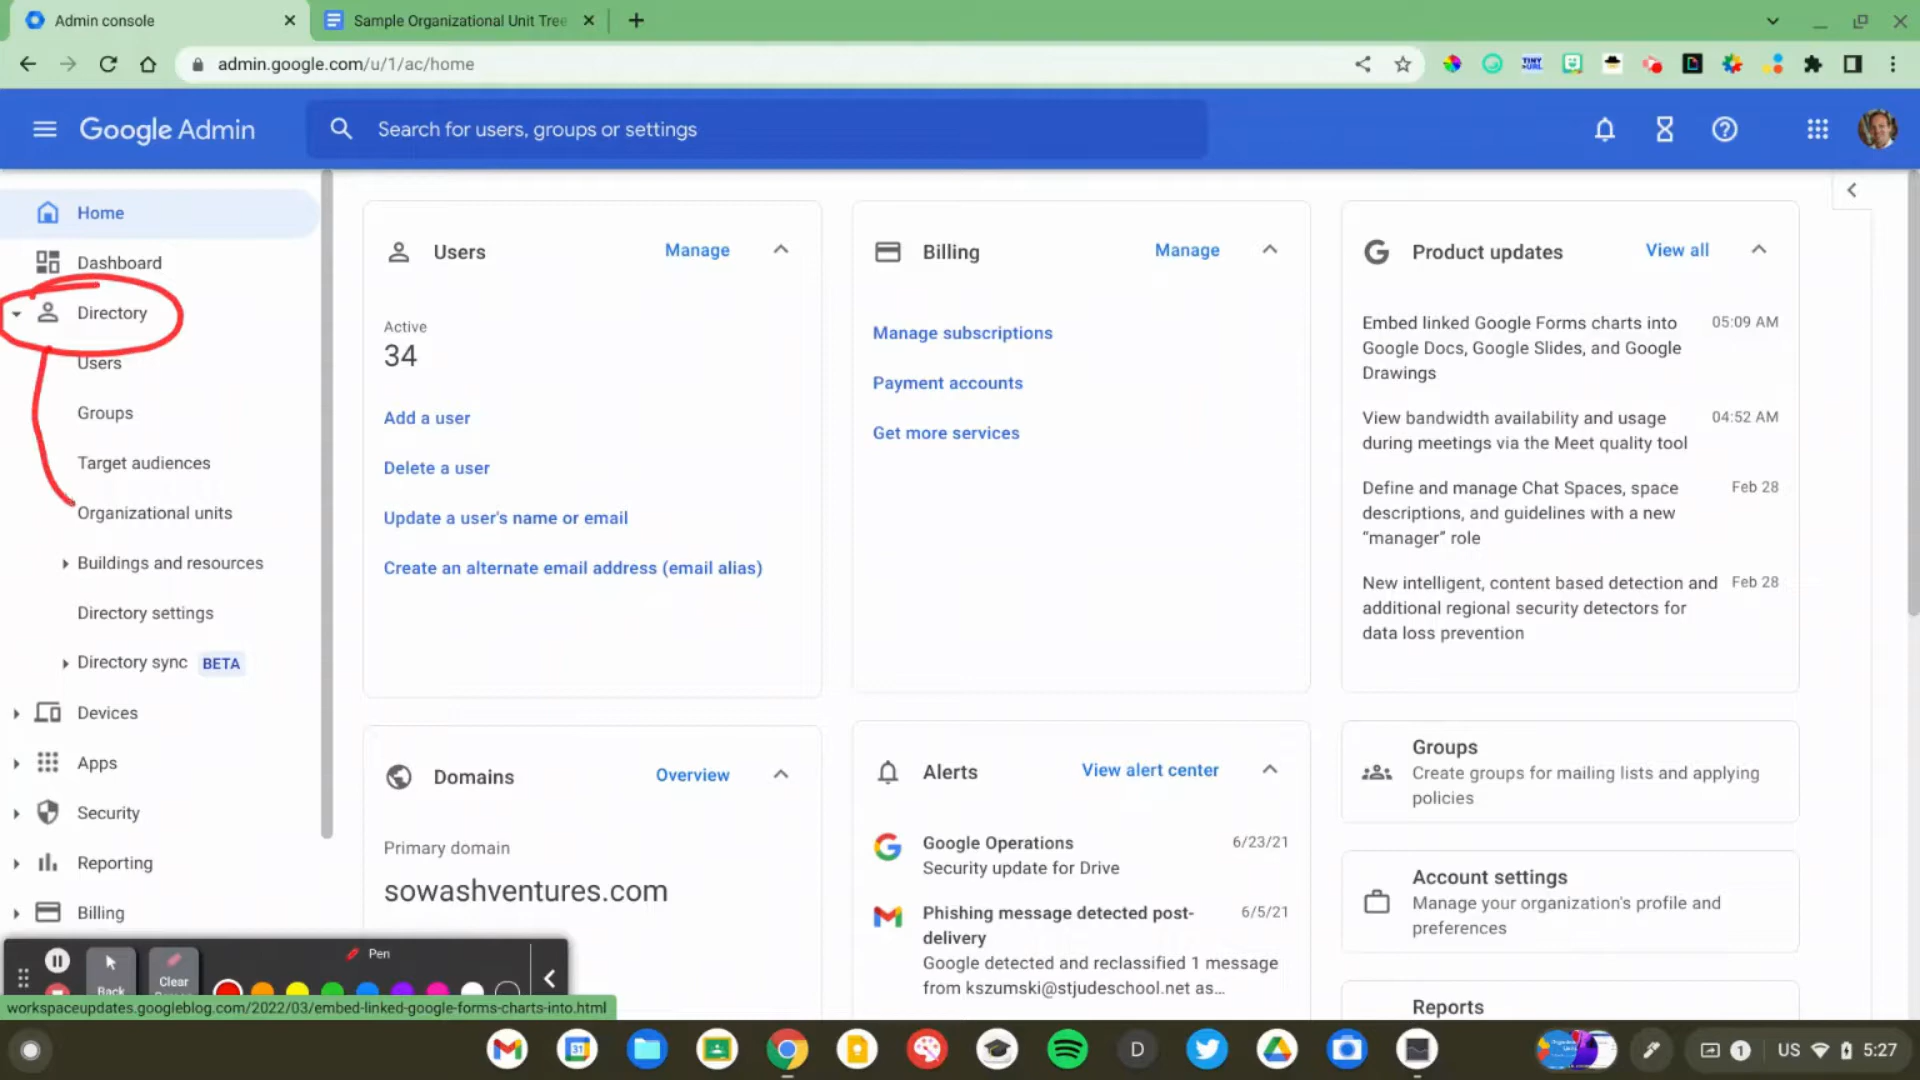 Admin console
Sample Organizational Unit Tree
admin.google.com/u/1/ac/home
TINY
URL
Google Admin
Search for users, groups or settings
Home
Dashboard
Directory
Users
Groups
Target audiences
Organizational units
Buildings and resources
Directory settings
Directory sync BETA
Devices
Apps
Security
Reporting
Billing
Users
Manage
Active
34
Add a user
Delete a user
Update a user's name or email
Create an alternate email address (email alias)
Billing
Manage
Manage subscriptions
Payment accounts
Get more services
Product updates
View all
Embed linked Google Forms charts into
Google Docs, Google Slides, and Google
Drawings
05:09 AM
View bandwidth availability and usage
during meetings via the Meet quality tool
04:52 AM
Define and manage Chat Spaces, space
descriptions, and guidelines with a new
“manager” role
Feb 28
New intelligent, content based detection and
additional regional security detectors for
data loss prevention
Feb 28
Domains
Overview
Primary domain
sowashventures.com
Alerts
View alert center
Google Operations
6/23/21
Security update for Drive
Phishing message detected post-
delivery
6/5/21
Google detected and reclassified 1 message
from kszumski@stjudeschool.net as...
Groups
Create groups for mailing lists and applying
policies
Account settings
Manage your organization's profile and
preferences
Reports
Pen
Back
Clear
workspaceupdates.googleblog.com/2022/03/embed-linked-google-forms-charts-into.html
31
D
1
US
5:27